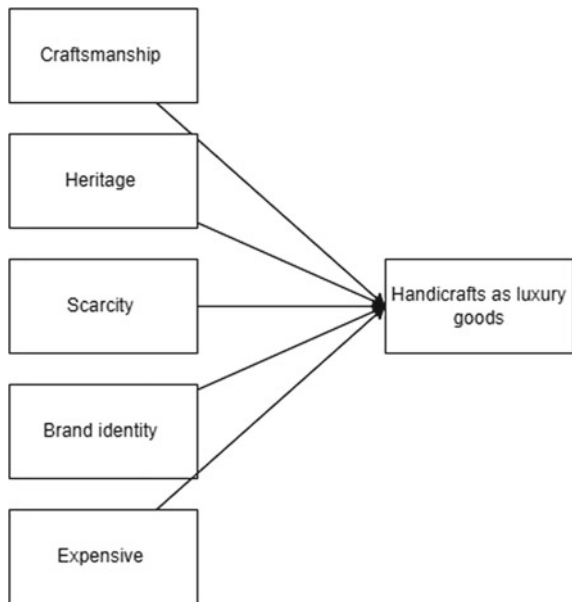 Craftsmanship
Heritage
Scarcity
Handicrafts as luxury
goods
Brand identity
Expensive